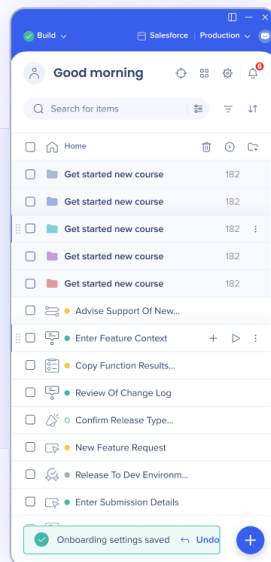 Build
Salesforce
Production
Good morning
6
Search for items
Home
Get started new course 182
Get started new course 182
Get started new course 182
Get started new course 182
Get started new course 182
Advise Support Of New...
Enter Feature Context
Copy Function Results...
Review Of Change Log
Confirm Release Type...
New Feature Request
Release To Dev Environm...
Enter Submission Details
Onboarding settings saved Undo